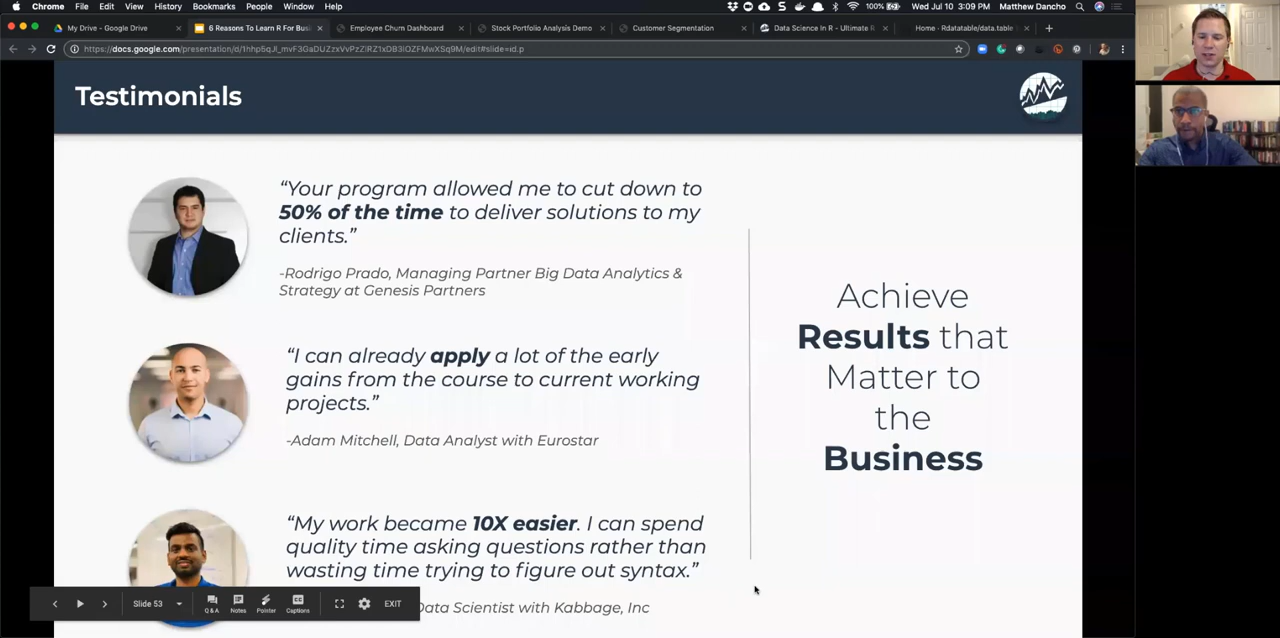 Chrome File Edit View History Bookmarks People Window Help 100% Wed Jul 10 3:09 PM Matthew Dancho
My Drive - Google Drive 6 Reasons To Learn R For Busi Employee Churn Dashboard Stock Portfolio Analysis Demo Customer Segmentation Data Science in R - Ultimate R Home - Rdatatable/data.table
Testimonials
“Your program allowed me to cut down to
50% of the time to deliver solutions to my
clients.”
-Rodrigo Prado, Managing Partner Big Data Analytics &
Strategy at Genesis Partners
“I can already apply a lot of the early
gains from the course to current working
projects.”
-Adam Mitchell, Data Analyst with Eurostar
“My work became 10X easier. I can spend
quality time asking questions rather than
wasting time trying to figure out syntax.”
Data Scientist with Kabbage, Inc
Achieve
Results that
Matter to
the
Business
Slide 53 Q&A Notes Pointer Captions EXIT